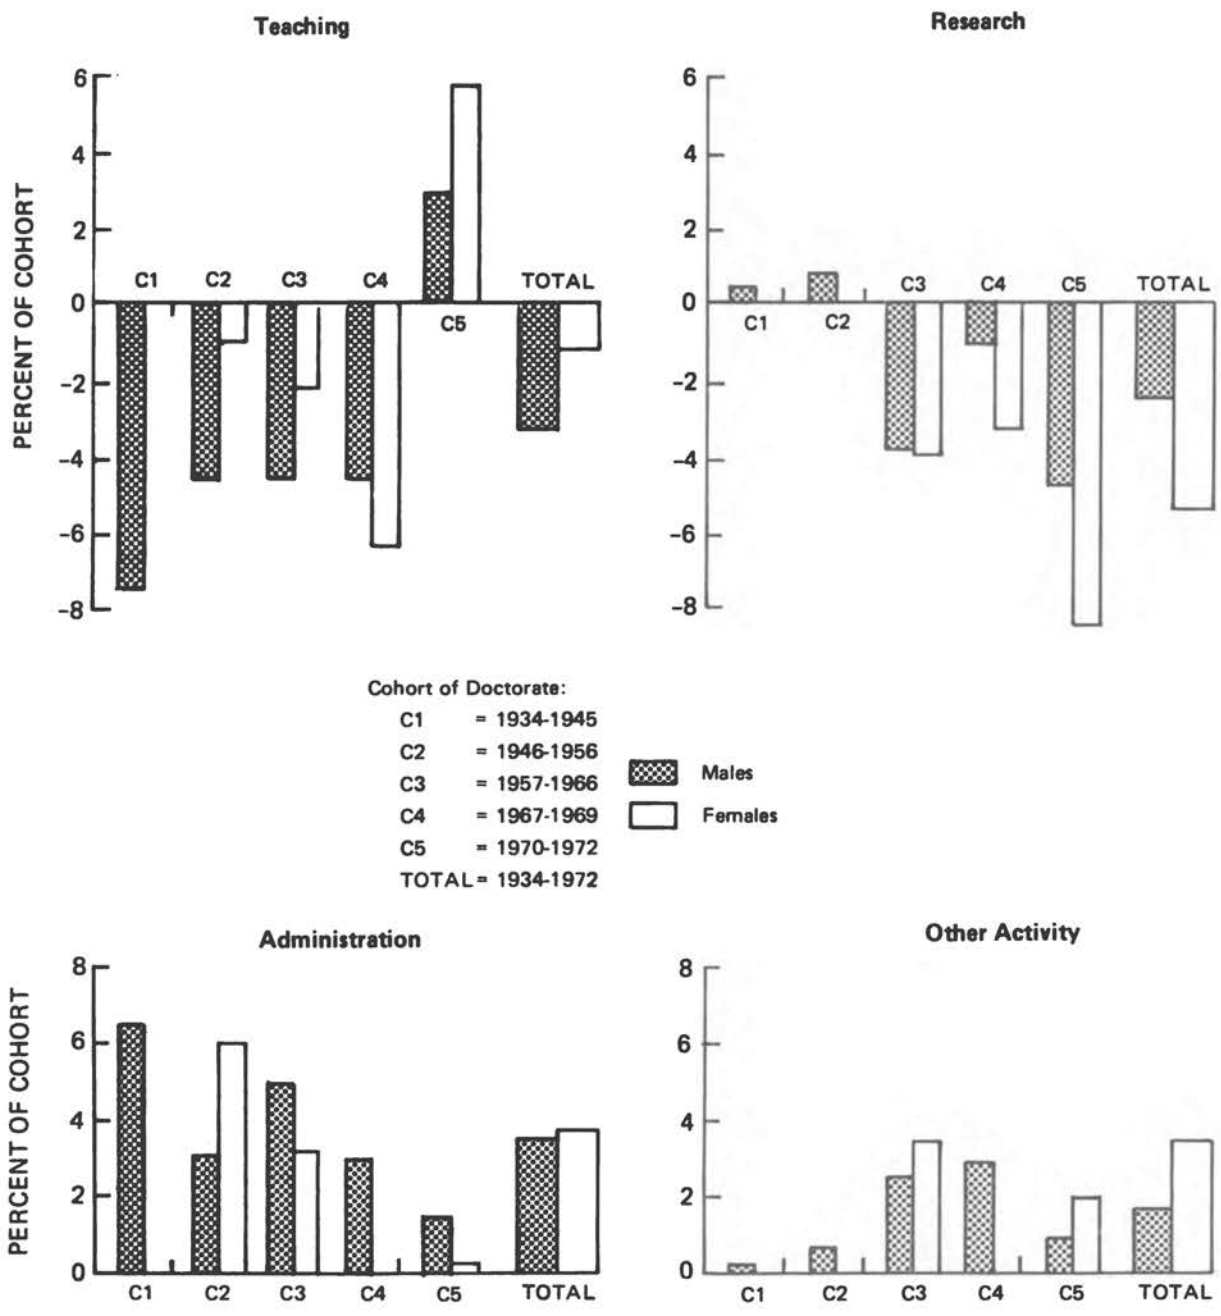 Teaching
6
4
2
0
-2
-4
-6
-8
PERCENT OF COHORT
C1 C2 C3 C4 TOTAL
C5
Research
6
4
2
0
-2
-4
-6
-8
C3 C4 C5 TOTAL
C1 C2
Cohort of Doctorate:
C1 = 1934-1945
C2 = 1946-1956
C3 = 1957-1966
C4 = 1967-1969
C5 = 1970-1972
TOTAL = 1934-1972
Males
Females
Administration
8
6
4
2
0
PERCENT OF COHORT
C1 C2 C3 C4 C5 TOTAL
Other Activity
8
6
4
2
0
C1 C2 C3 C4 C5 TOTAL